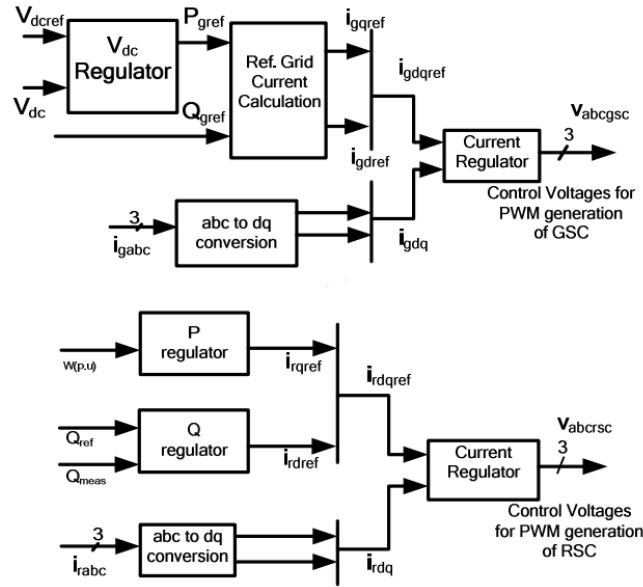 Vdcref
Pgref
Vdc
Regulator
Vdc
Qgref
Ref. Grid
Current
Calculation
igqref
igdref
igdqref
Current
Regulator
3
vabcgsc
Control Voltages for
PWM generation
of GSC
3
igabc
abc to dq
conversion
igdq
W(p.u)
P
regulator
irqref
irdqref
Qref
Qmeas
Q
regulator
irdref
Current
Regulator
3
vabcrsc
Control Voltages
for PWM generation
of RSC
3
irabc
abc to dq
conversion
irdq